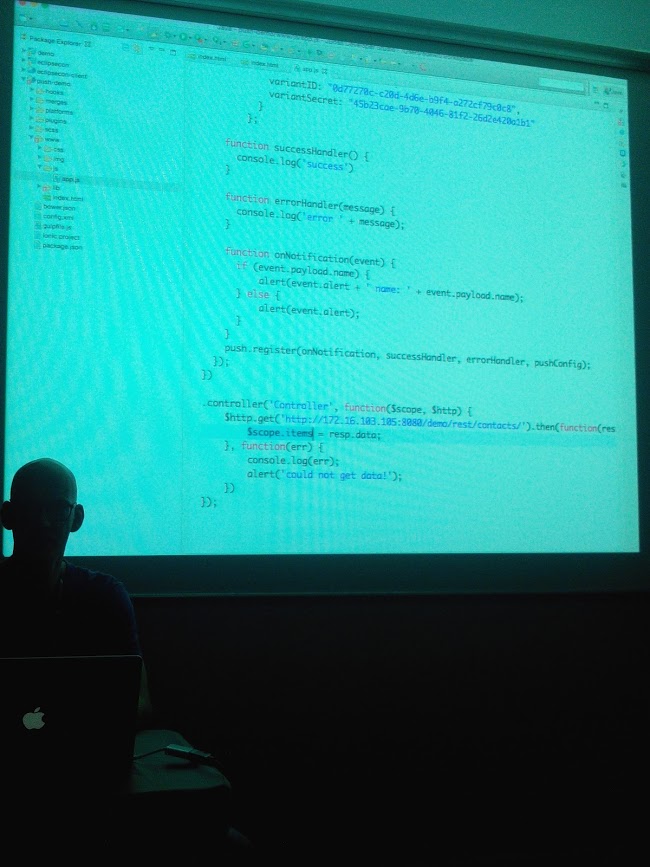 Package Explorer
index.html
index.html
app.js
demo
eclipsecon
eclipsecon-client
push-demo
hooks
merges
platforms
plugins
scss
www
css
img
js
app.js
lib
index.html
bower.json
config.xml
gulpfile.js
ionic.project
package.json
variantID: "0d77270c-c20d-4d6e-b9f4-a272cf79c0c8",
variantSecret: "45b23cae-9b70-4046-81f2-26d2e420a1b1"
}
};
function successHandler() {
console.log('success')
}
function errorHandler(message) {
console.log('error ' + message);
}
function onNotification(event) {
if (event.payload.name) {
alert(event.alert + ' name: ' + event.payload.name);
} else {
alert(event.alert);
}
}
push.register(onNotification, successHandler, errorHandler, pushConfig);
});
})
.controller('Controller', function($scope, $http) {
$http.get('http://172.16.103.105:8080/demo/rest/contacts/').then(function(res
$scope.items = resp.data;
}, function(err) {
console.log(err);
alert('could not get data!');
})
});